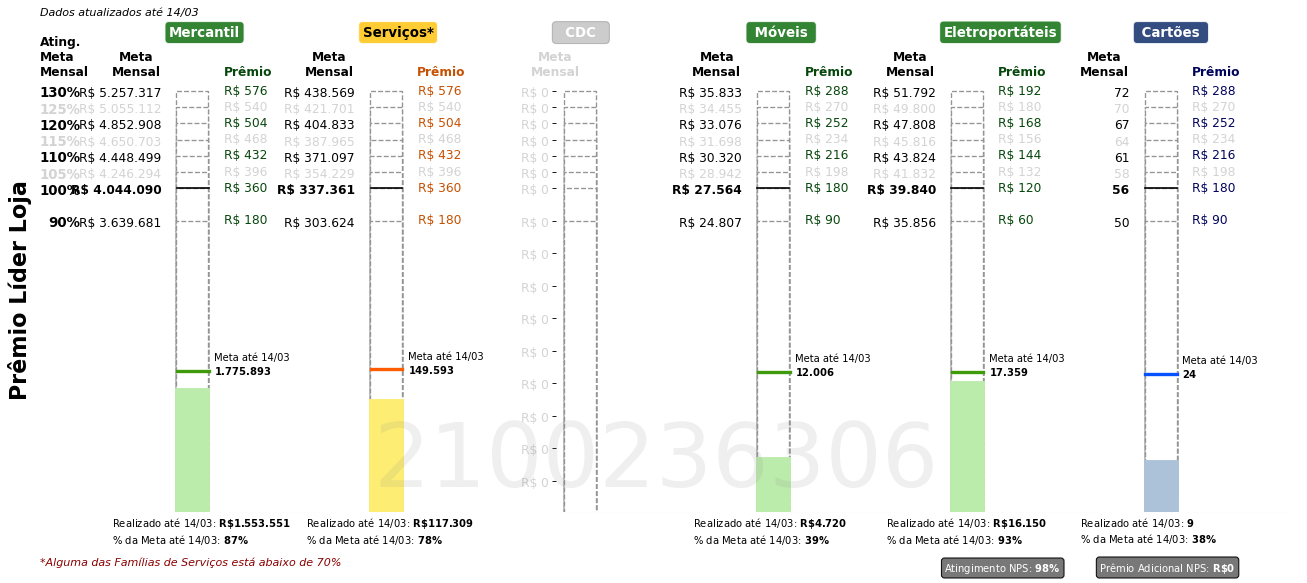 Dados atualizados até 14/03
Mercantil Serviços* CDC Móveis Eletroportáteis Cartões
Ating.
Meta Meta Meta Meta Meta Meta Meta
Mensal Mensal Prêmio Mensal Prêmio Mensal Mensal Prêmio Mensal Prêmio Mensal Prêmio
130% R$ 5.257.317 R$ 576 R$ 438.569 R$ 576 R$ 0 R$ 35.833 R$ 288 R$ 51.792 R$ 192 72 R$ 288
125% R$ 5.055.112 R$ 540 R$ 421.701 R$ 540 R$ 0 R$ 34.455 R$ 270 R$ 49.800 R$ 180 70 R$ 270
120% R$ 4.852.908 R$ 504 R$ 404.833 R$ 504 R$ 0 R$ 33.076 R$ 252 R$ 47.808 R$ 168 67 R$ 252
115% R$ 4.650.703 R$ 468 R$ 387.965 R$ 468 R$ 0 R$ 31.698 R$ 234 R$ 45.816 R$ 156 64 R$ 234
110% R$ 4.448.499 R$ 432 R$ 371.097 R$ 432 R$ 0 R$ 30.320 R$ 216 R$ 43.824 R$ 144 61 R$ 216
105% R$ 4.246.294 R$ 396 R$ 354.229 R$ 396 R$ 0 R$ 28.942 R$ 198 R$ 41.832 R$ 132 58 R$ 198
100% R$ 4.044.090 R$ 360 R$ 337.361 R$ 360 R$ 0 R$ 27.564 R$ 180 R$ 39.840 R$ 120 56 R$ 180
90% R$ 3.639.681 R$ 180 R$ 303.624 R$ 180 R$ 0 R$ 24.807 R$ 90 R$ 35.856 R$ 60 50 R$ 90
R$ 0
R$ 0
R$ 0
R$ 0
R$ 0
R$ 0
R$ 0
R$ 0
Prêmio Líder Loja
Meta até 14/03 Meta até 14/03 Meta até 14/03 Meta até 14/03 Meta até 14/03
1.775.893 149.593 12.006 17.359 24
2100236306
Realizado até 14/03: R$1.553.551 Realizado até 14/03: R$117.309 Realizado até 14/03: R$4.720 Realizado até 14/03: R$16.150 Realizado até 14/03: 9
% da Meta até 14/03: 87% % da Meta até 14/03: 78% % da Meta até 14/03: 39% % da Meta até 14/03: 93% % da Meta até 14/03: 38%
*Alguma das Famílias de Serviços está abaixo de 70% Atingimento NPS: 98% Prêmio Adicional NPS: R$0